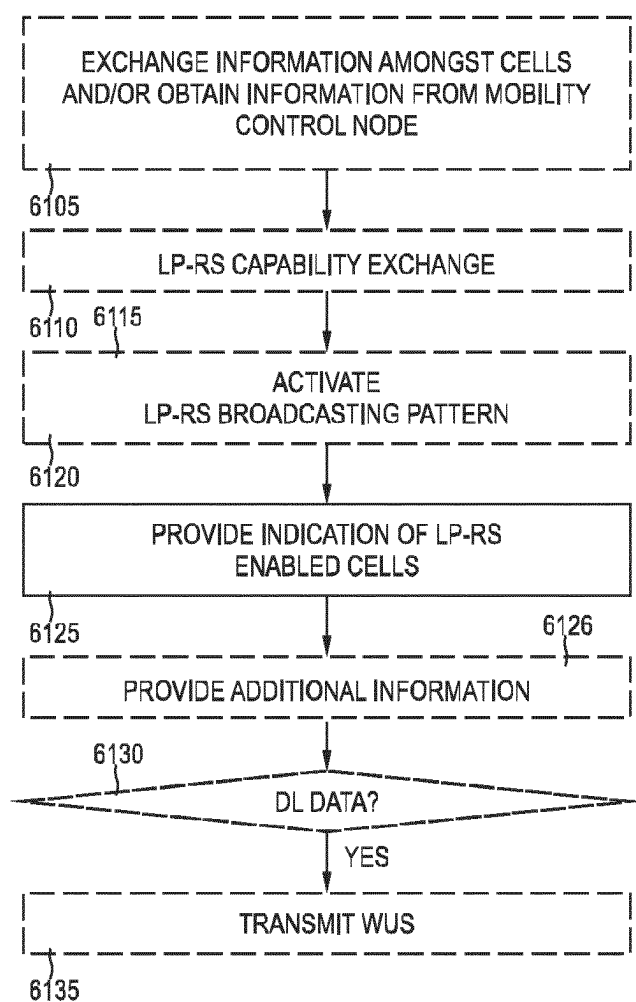 EXCHANGE INFORMATION AMONGST CELLS
AND/OR OBTAIN INFORMATION FROM MOBILITY
CONTROL NODE
6105
LP-RS CAPABILITY EXCHANGE
6110
6115
ACTIVATE
LP-RS BROADCASTING PATTERN
6120
PROVIDE INDICATION OF LP-RS
ENABLED CELLS
6125
6126
PROVIDE ADDITIONAL INFORMATION
6130
DL DATA?
YES
TRANSMIT WUS
6135